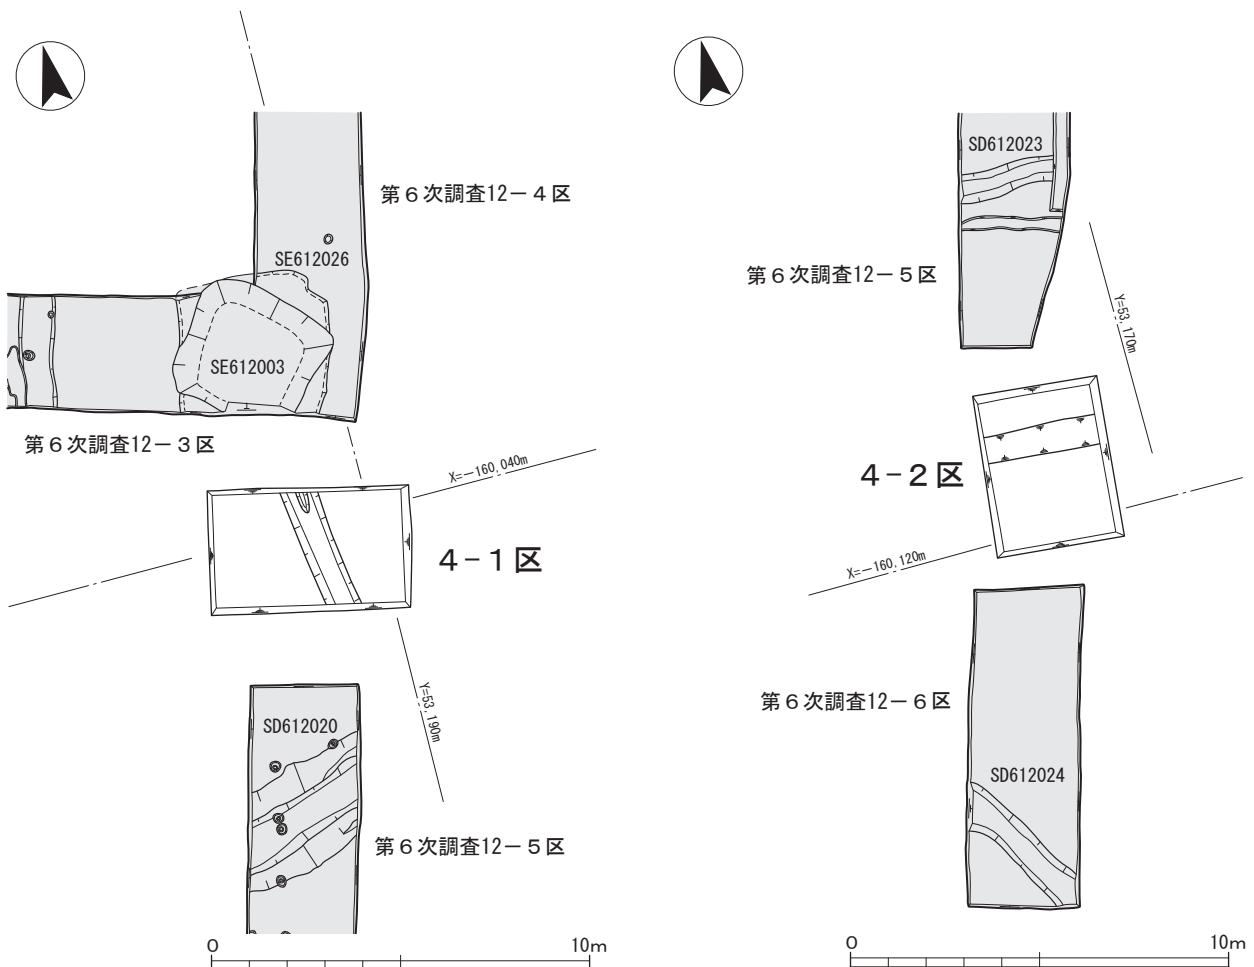 第6次調査12－4区
SE612026
SE612003
第6次調査12－3区
X=－160,040m
4－1区
Y=53,190m
SD612020
第6次調査12－5区
0 10m
SD612023
第6次調査12－5区
Y=53,170m
4－2区
X=－160,120m
第6次調査12－6区
SD612024
0 10m